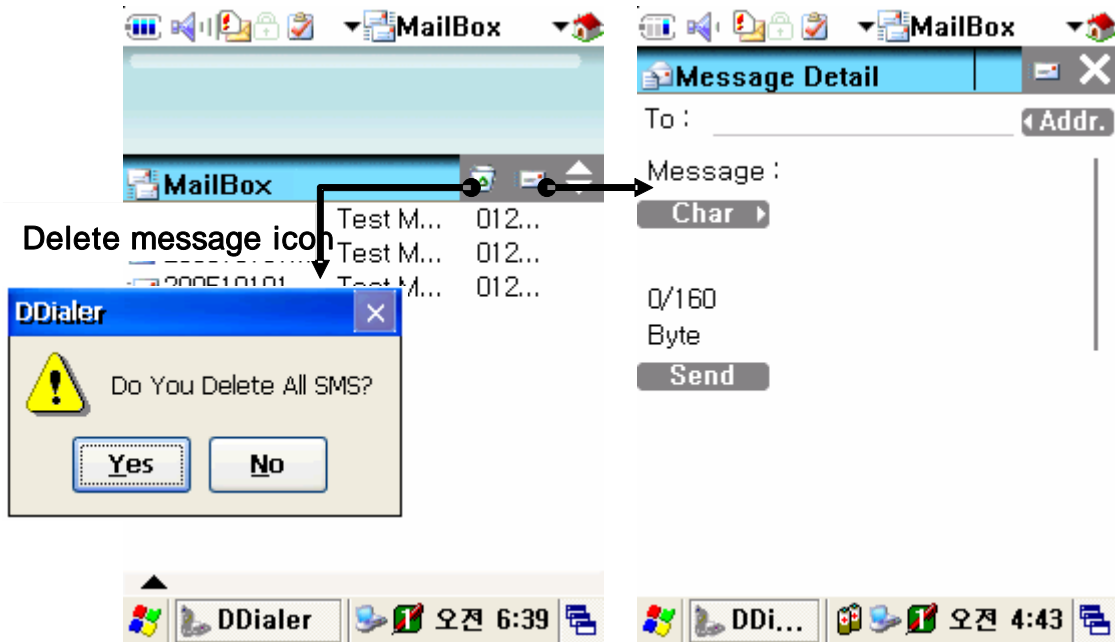 MailBox
MailBox
Test M... 012...
Delete message icon
Test M... 012...
Test M... 012...
DDialer
Do You Delete All SMS?
Yes
No
DDialer
오전 6:39
MailBox
Message Detail
To :
Addr.
Message :
Char
0/160
Byte
Send
DDi...
오전 4:43